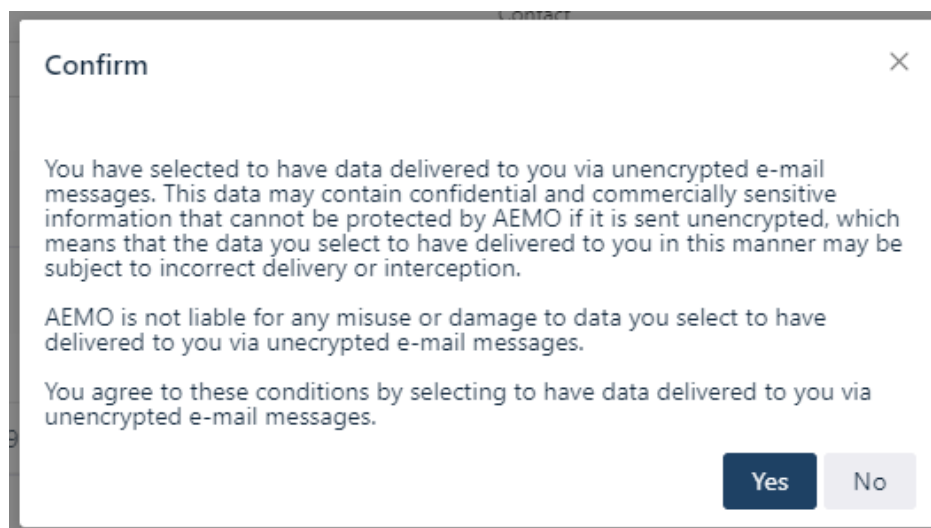 Contact
Confirm
You have selected to have data delivered to you via unencrypted e-mail
messages. This data may contain confidential and commercially sensitive
information that cannot be protected by AEMO if it is sent unencrypted, which
means that the data you select to have delivered to you in this manner may be
subject to incorrect delivery or interception.
AEMO is not liable for any misuse or damage to data you select to have
delivered to you via unecrypted e-mail messages.
You agree to these conditions by selecting to have data delivered to you via
unencrypted e-mail messages.
9
Yes No